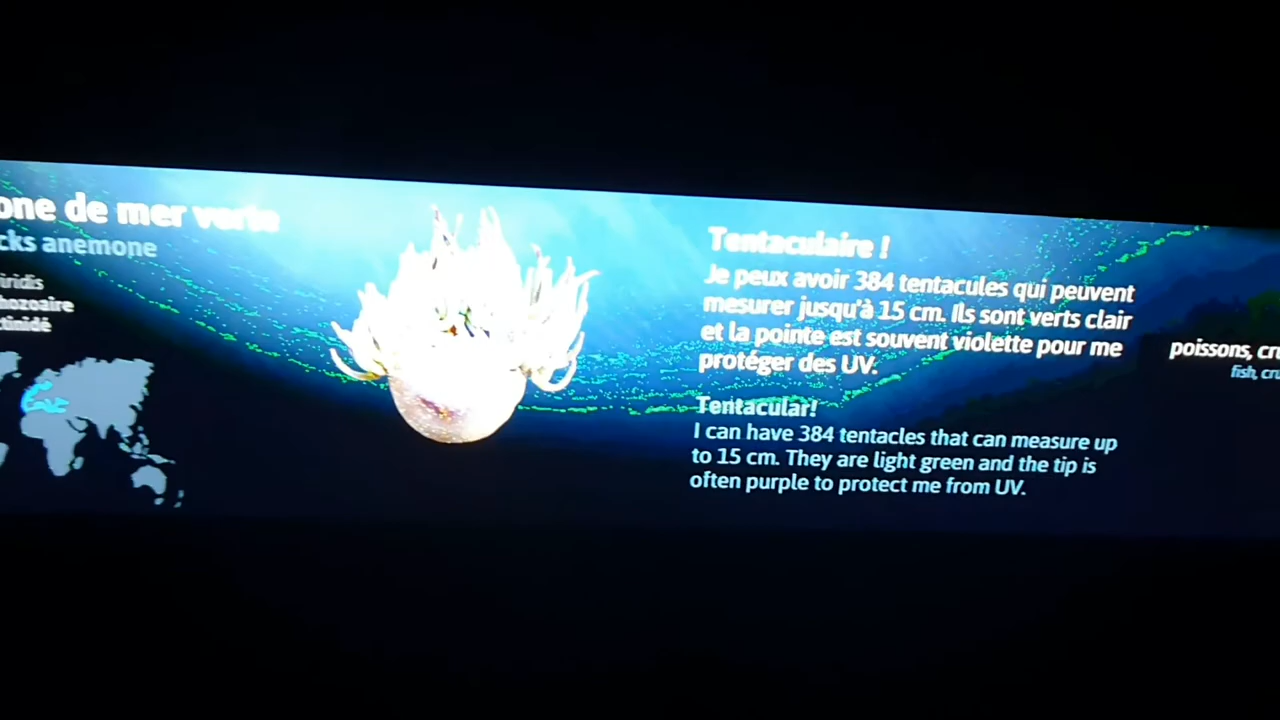 one de mer verte
cks anemone
viridis
hozoaire
ctinidé
Tentaculaire !
Je peux avoir 384 tentacules qui peuvent
mesurer jusqu'à 15 cm. Ils sont verts clair
et la pointe est souvent violette pour me
protéger des UV.
Tentacular!
I can have 384 tentacles that can measure up
to 15 cm. They are light green and the tip is
often purple to protect me from UV.
poissons, cru
fish, cru